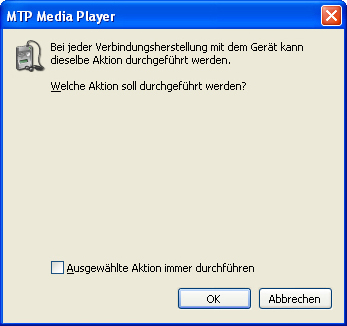 MTP Media Player
Bei jeder Verbindungsherstellung mit dem Gerät kann
dieselbe Aktion durchgeführt werden.
Welche Aktion soll durchgeführt werden?
Ausgewählte Aktion immer durchführen
OK
Abbrechen